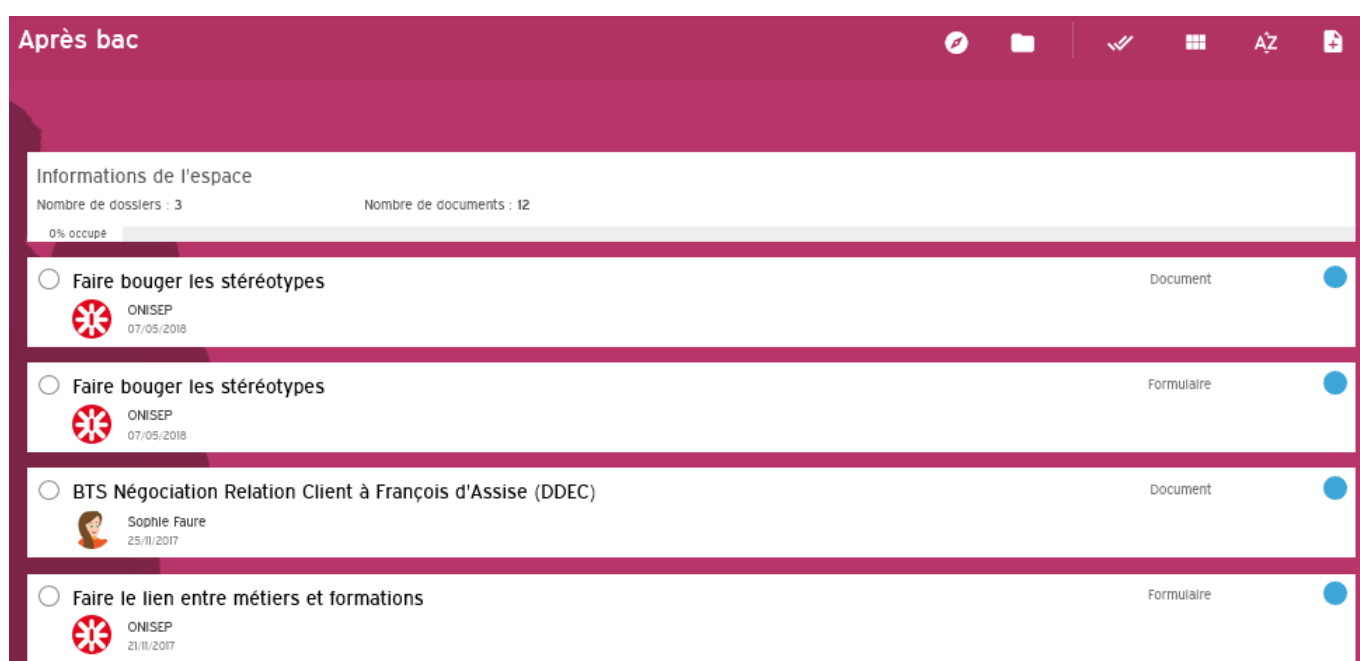 Après bac
AZ
Informations de l'espace
Nombre de dossiers : 3 Nombre de documents : 12
0% occupé
Faire bouger les stéréotypes Document
ONISEP
07/05/2018
Faire bouger les stéréotypes Formulaire
ONISEP
07/05/2018
BTS Négociation Relation Client à François d'Assise (DDEC) Document
Sophie Faure
25/11/2017
Faire le lien entre métiers et formations Formulaire
ONISEP
21/11/2017